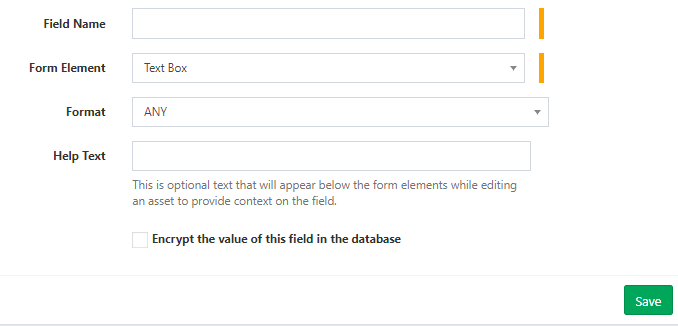 Field Name
Form Element
Text Box
Format
ANY
Help Text
This is optional text that will appear below the form elements while editing
an asset to provide context on the field.
Encrypt the value of this field in the database
Save